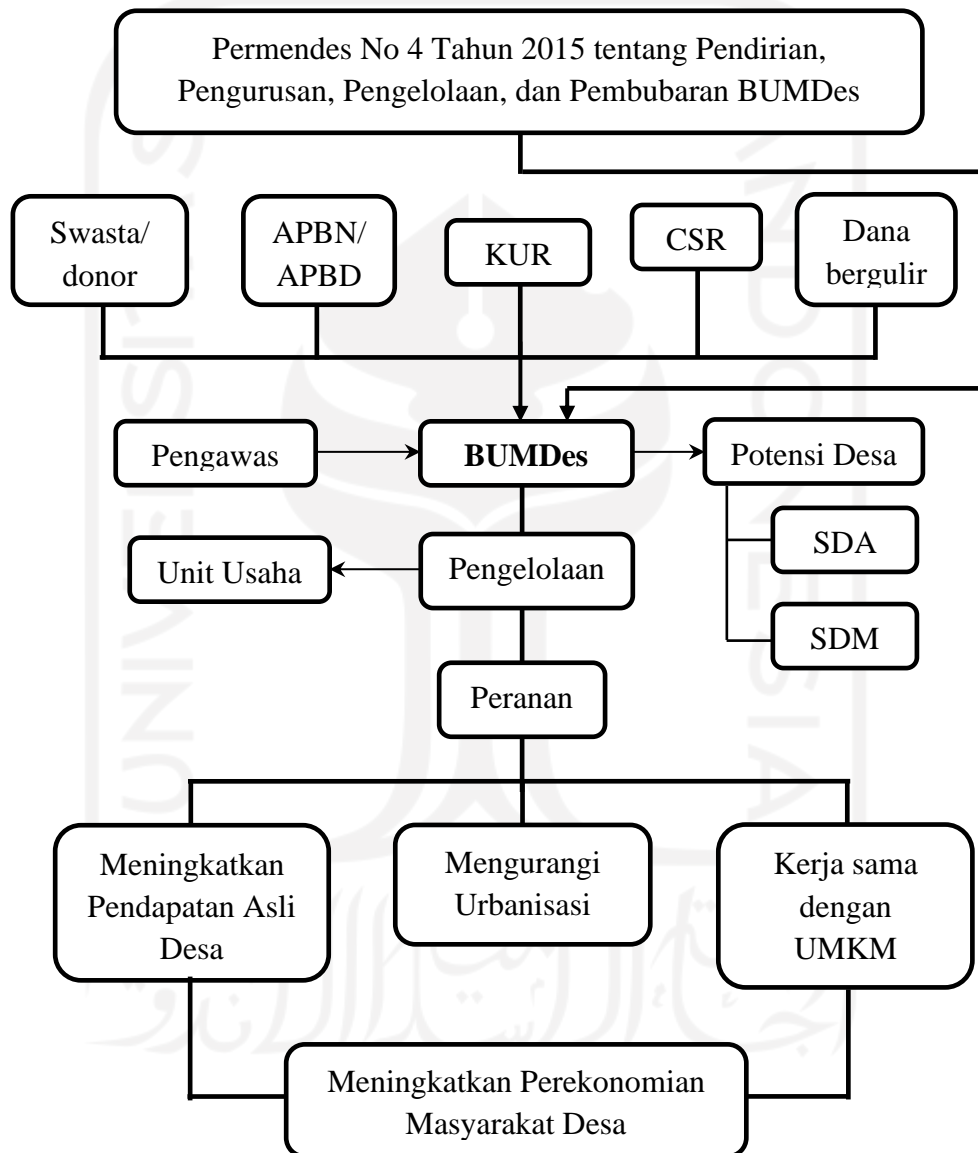 Permendes No 4 Tahun 2015 tentang Pendirian,
Pengurusan, Pengelolaan, dan Pembubaran BUMDes
Swasta/
donor
APBN/
APBD
KUR
CSR
Dana
bergulir
Pengawas
BUMDes
Potensi Desa
SDA
Unit Usaha
Pengelolaan
SDM
Peranan
Meningkatkan
Pendapatan Asli
Desa
Mengurangi
Urbanisasi
Kerja sama
dengan
UMKM
Meningkatkan Perekonomian
Masyarakat Desa